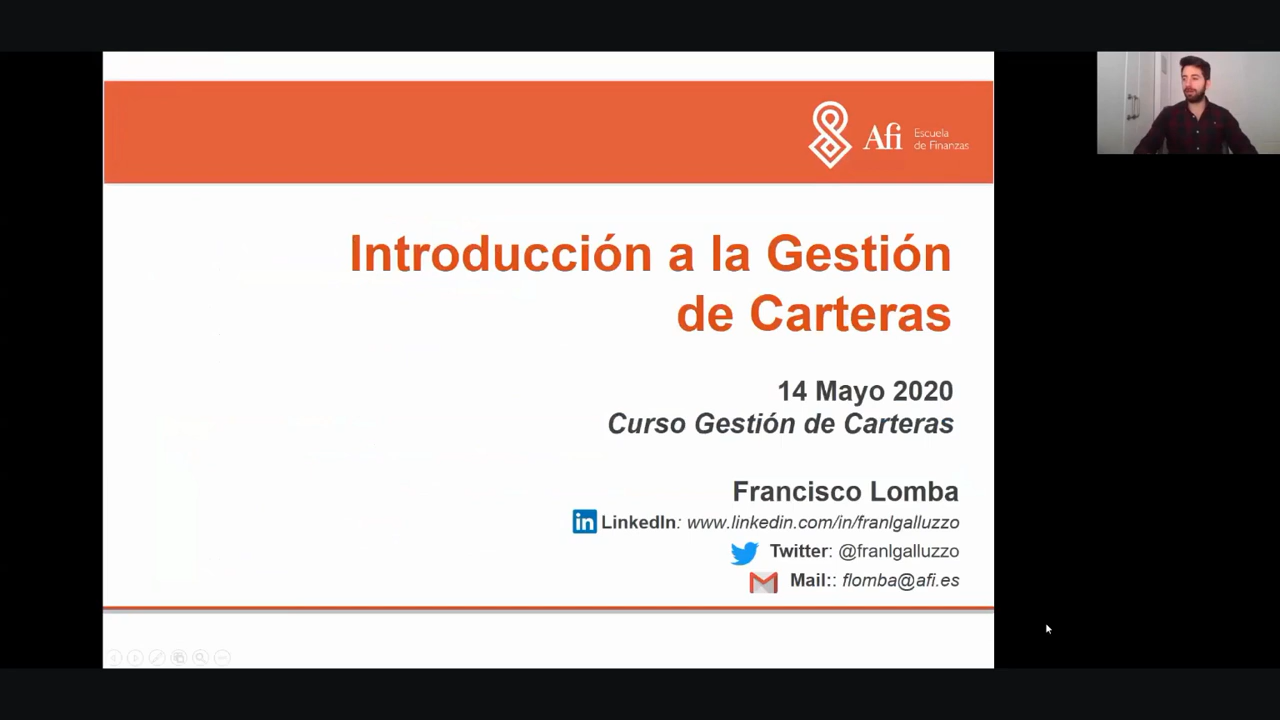 Afi
Escuela
de Finanzas
Introducción a la Gestión
de Carteras
14 Mayo 2020
Curso Gestión de Carteras
Francisco Lomba
in LinkedIn: www.linkedin.com/in/franlgalluzzo
Twitter: @franlgalluzzo
Mail:: flomba@afi.es